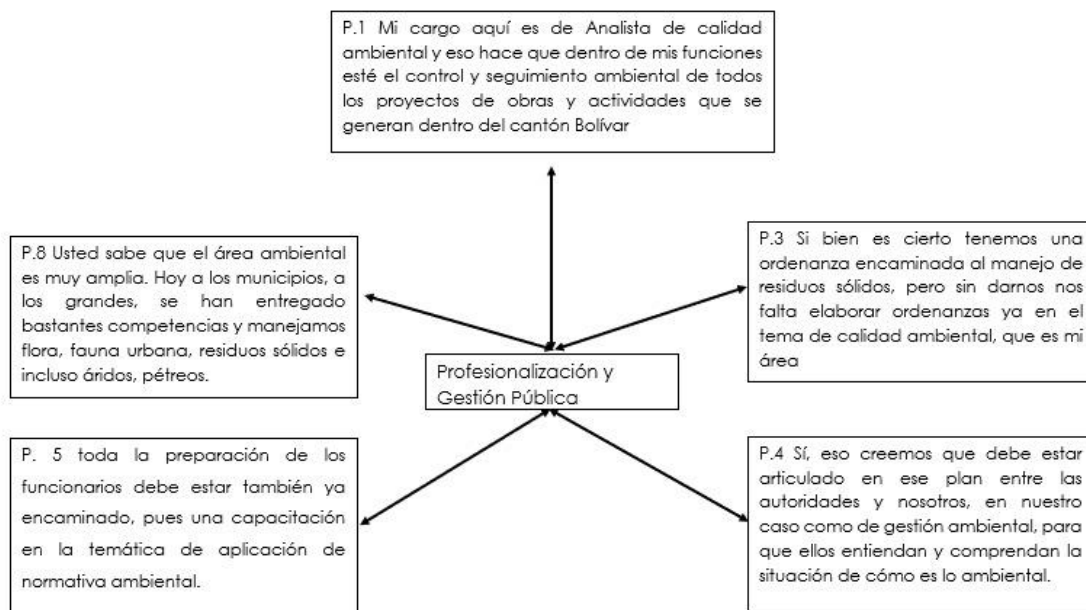 P.1 Mi cargo aquí es de Analista de calidad
ambiental y eso hace que dentro de mis funciones
esté el control y seguimiento ambiental de todos
los proyectos de obras y actividades que se
generan dentro del cantón Bolívar
P.8 Usted sabe que el área ambiental
es muy amplia. Hoy a los municipios, a
los grandes, se han entregado
bastantes competencias y manejamos
flora, fauna urbana, residuos sólidos e
incluso áridos, pétreos.
P.3 Si bien es cierto tenemos una
ordenanza encaminada al manejo de
residuos sólidos, pero sin darnos nos
falta elaborar ordenanzas ya en el
tema de calidad ambiental, que es mi
área
Profesionalización y
Gestión Pública
P. 5 toda la preparación de los
funcionarios debe estar también ya
encaminado, pues una capacitación
en la temática de aplicación de
normativa ambiental.
P.4 Sí, eso creemos que debe estar
articulado en ese plan entre las
autoridades y nosotros, en nuestro
caso como de gestión ambiental, para
que ellos entiendan y comprendan la
situación de cómo es lo ambiental.